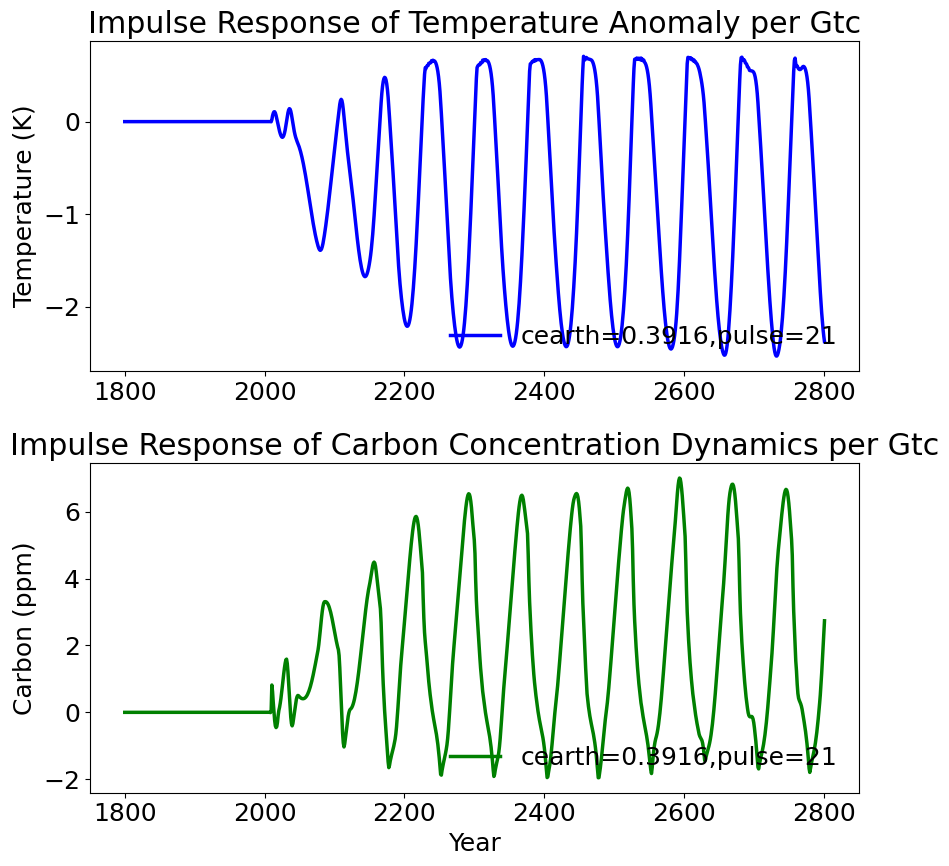 Impulse Response of Temperature Anomaly per Gtc
Temperature (K)
0
−1
−2
cearth=0.3916,pulse=21
1800 2000 2200 2400 2600 2800
Impulse Response of Carbon Concentration Dynamics per Gtc
Carbon (ppm)
6
4
2
0
−2
cearth=0.3916,pulse=21
1800 2000 2200 2400 2600 2800
Year